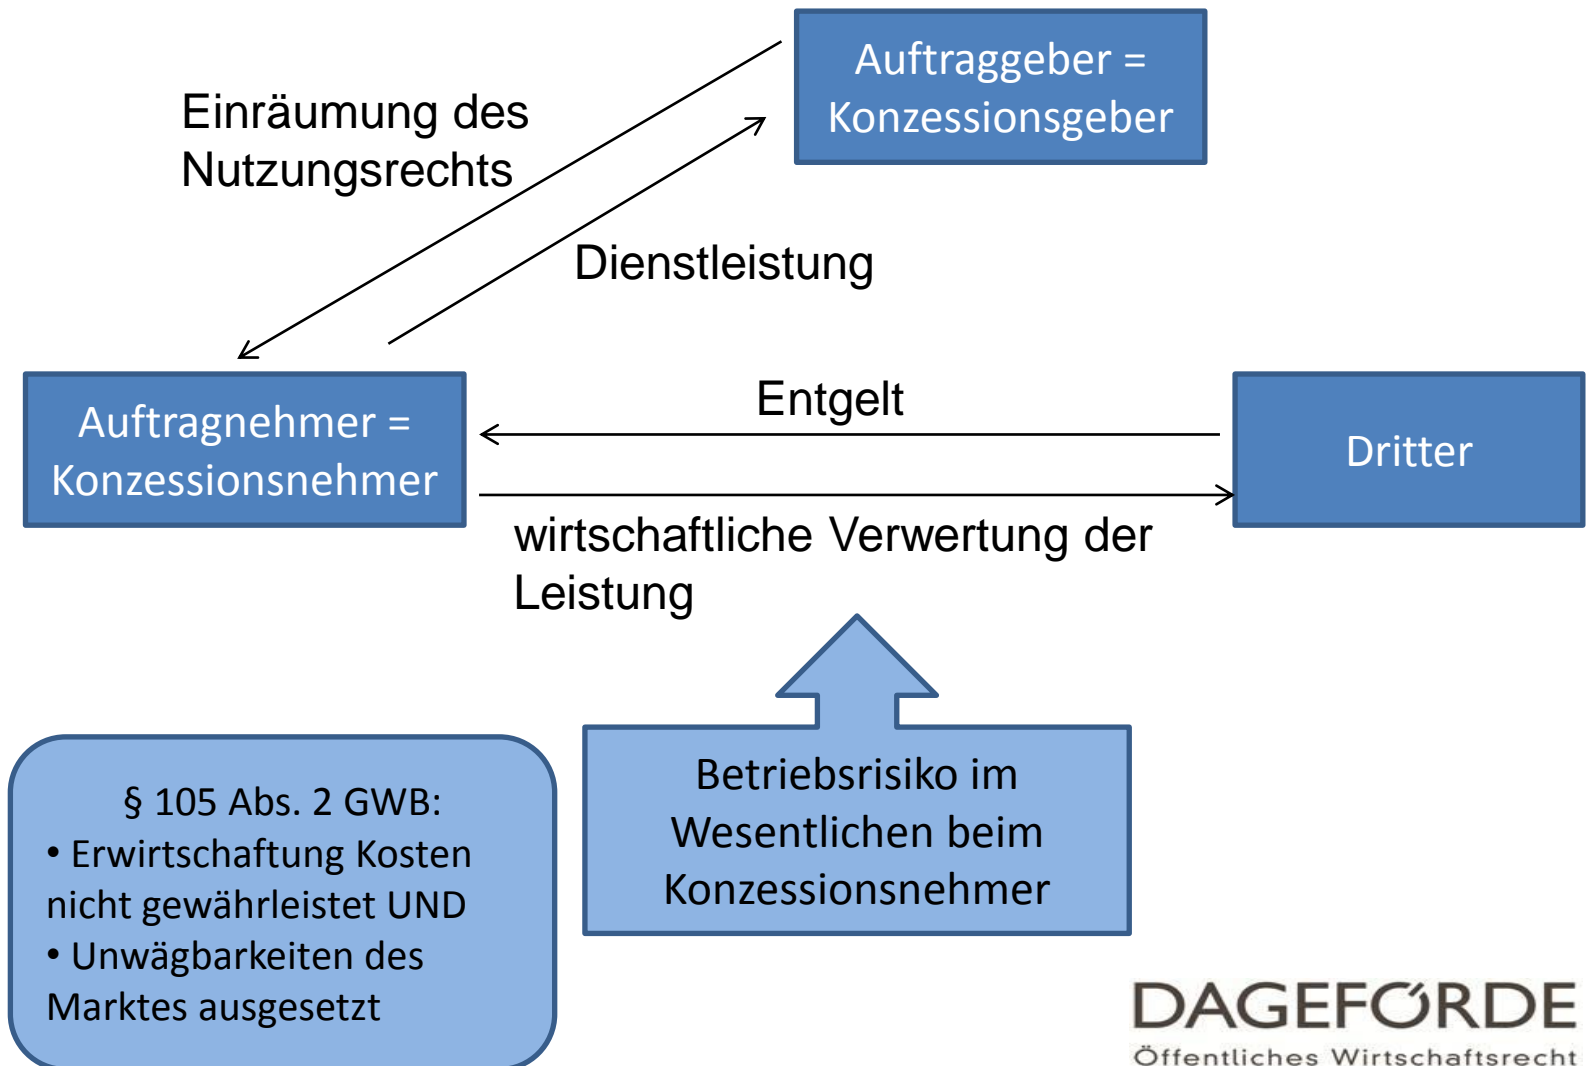 Auftraggeber =
Konzessionsgeber
Einräumung des
Nutzungsrechts
Dienstleistung
Auftragnehmer =
Konzessionsnehmer
Entgelt
Dritter
wirtschaftliche Verwertung der
Leistung
§ 105 Abs. 2 GWB:
• Erwirtschaftung Kosten
nicht gewährleistet UND
• Unwägbarkeiten des
Marktes ausgesetzt
Betriebsrisiko im
Wesentlichen beim
Konzessionsnehmer
DAGEFÖRDE
Öffentliches Wirtschaftsrecht